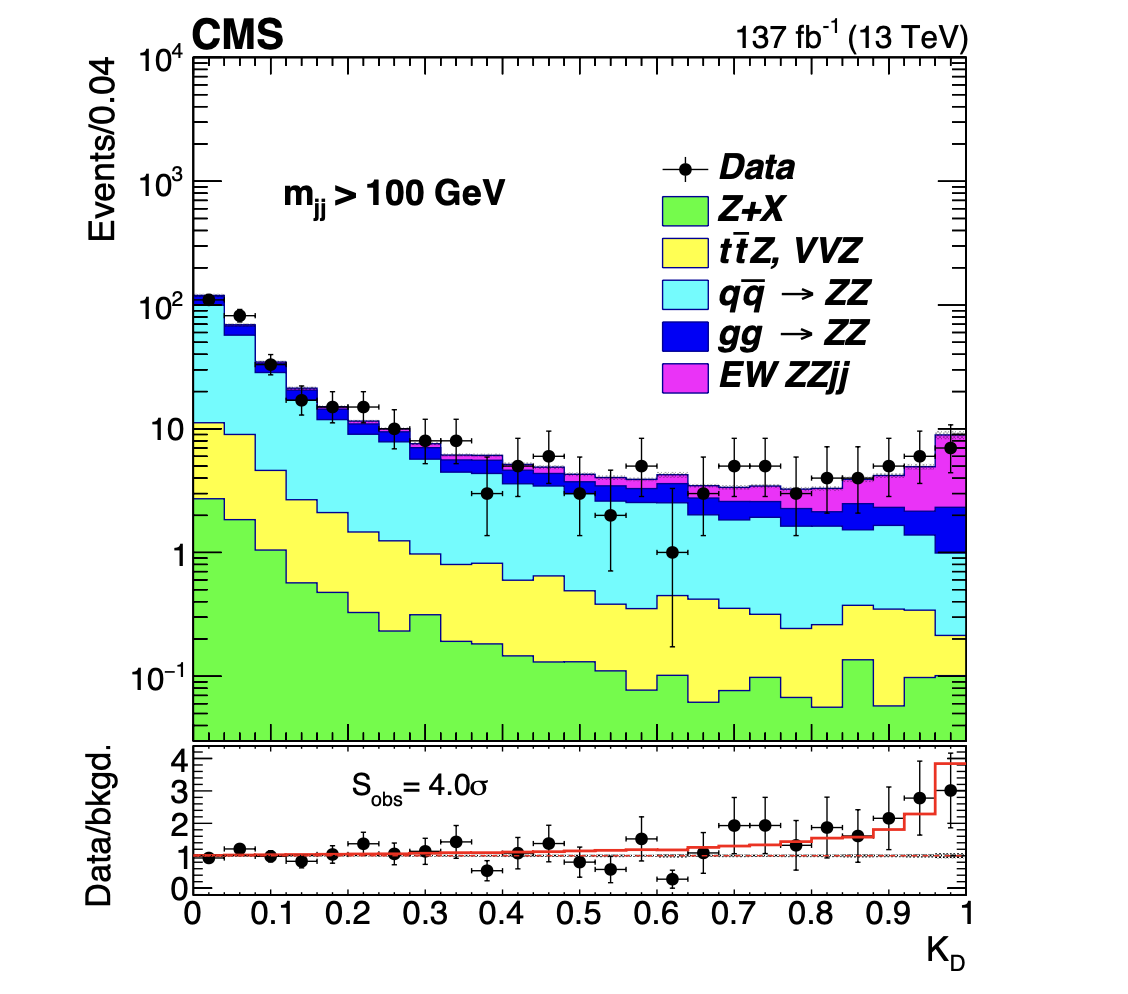 CMS
137 fb⁻¹ (13 TeV)
Events/0.04
10⁴
10³
10²
10
1
10⁻¹
m_jj > 100 GeV
Data
Z+X
tt̄Z, VVZ
qq̄ → ZZ
gg → ZZ
EW ZZjj
Data/bkgd.
4
3
2
1
0
S_obs= 4.0σ
0 0.1 0.2 0.3 0.4 0.5 0.6 0.7 0.8 0.9 1
K_D